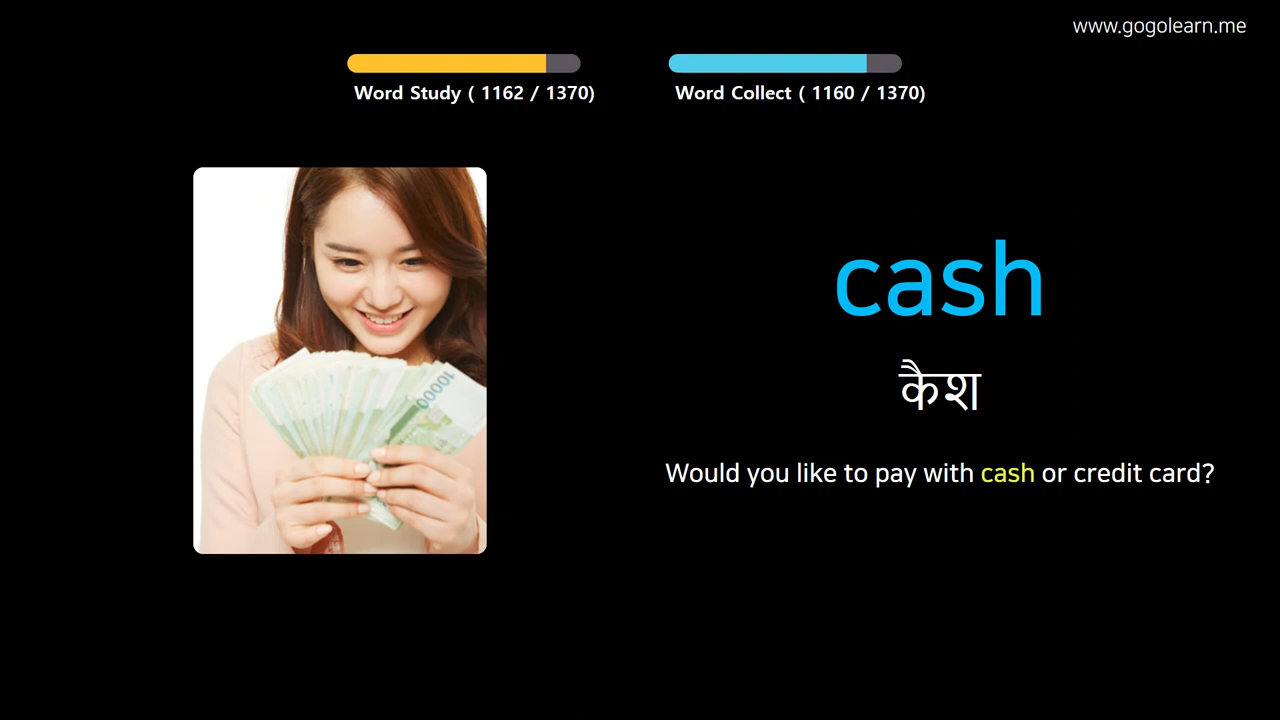 www.gogolearn.me
Word Study ( 1162 / 1370)
Word Collect ( 1160 / 1370)
cash
कैश
10000
Would you like to pay with cash or credit card?